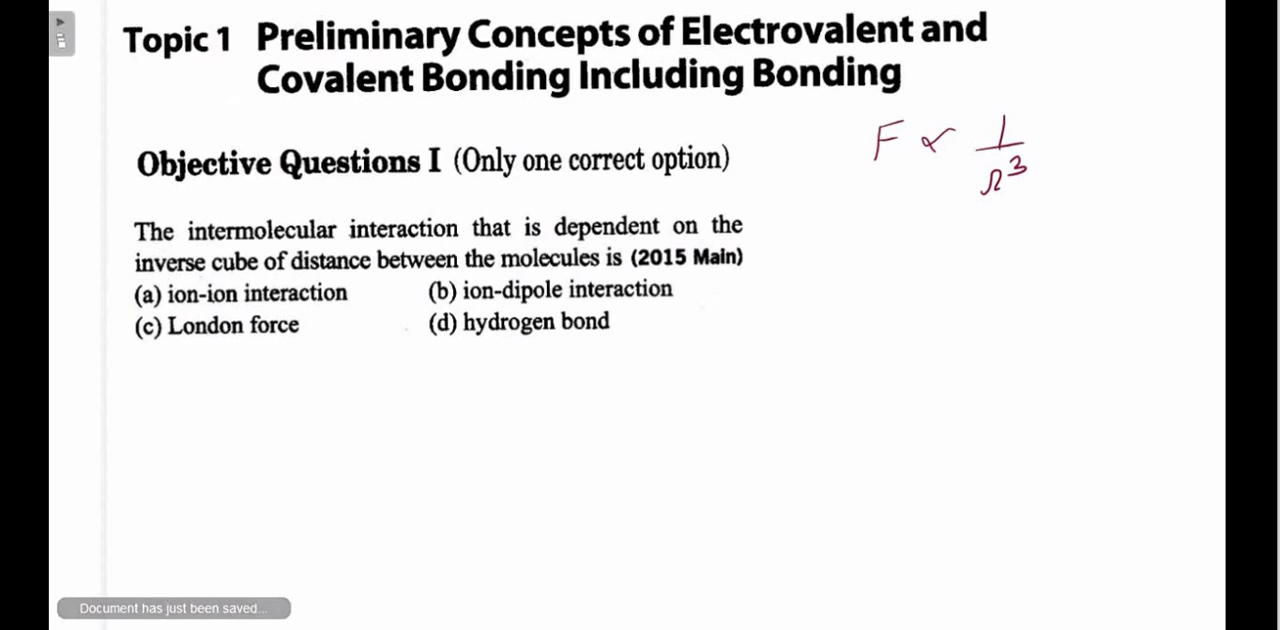 Topic 1 Preliminary Concepts of Electrovalent and
Covalent Bonding Including Bonding
F ∝ 1/r³
Objective Questions I (Only one correct option)
The intermolecular interaction that is dependent on the
inverse cube of distance between the molecules is (2015 Main)
(a) ion-ion interaction (b) ion-dipole interaction
(c) London force (d) hydrogen bond
Document has just been saved...